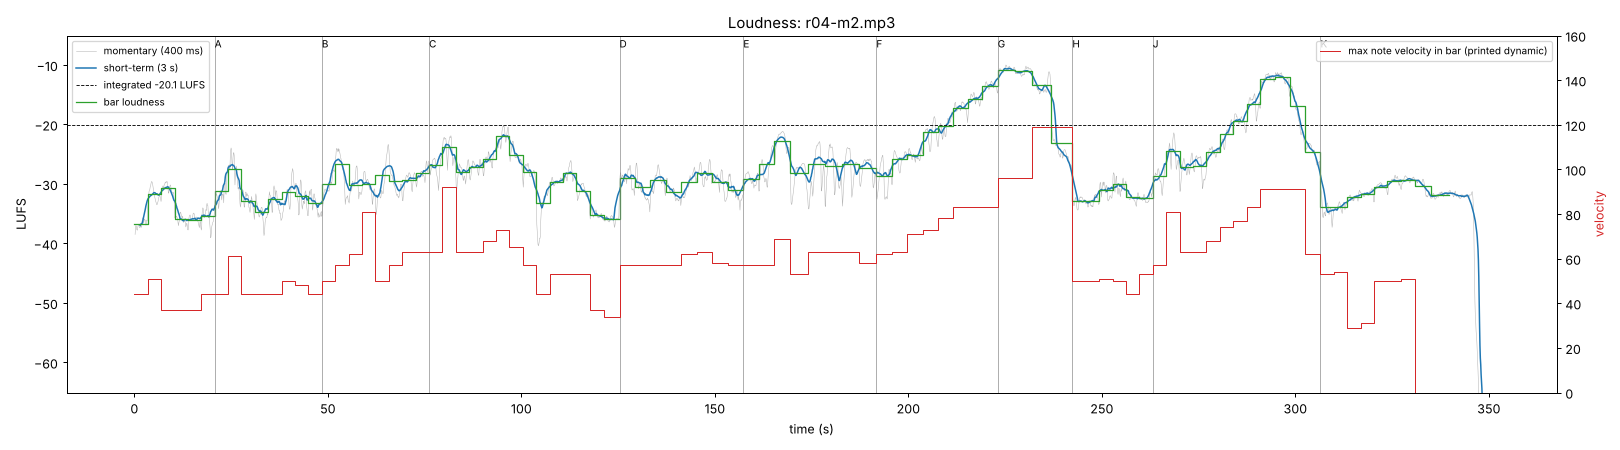 Loudness: r04-m2.mp3
A B C D E F G H J
momentary (400 ms)
short-term (3 s)
integrated -20.1 LUFS
bar loudness
max note velocity in bar (printed dynamic)
−10
−20
−30
−40
−50
−60
LUFS
160
140
120
100
80
60
40
20
0
velocity
0 50 100 150 200 250 300 350
time (s)